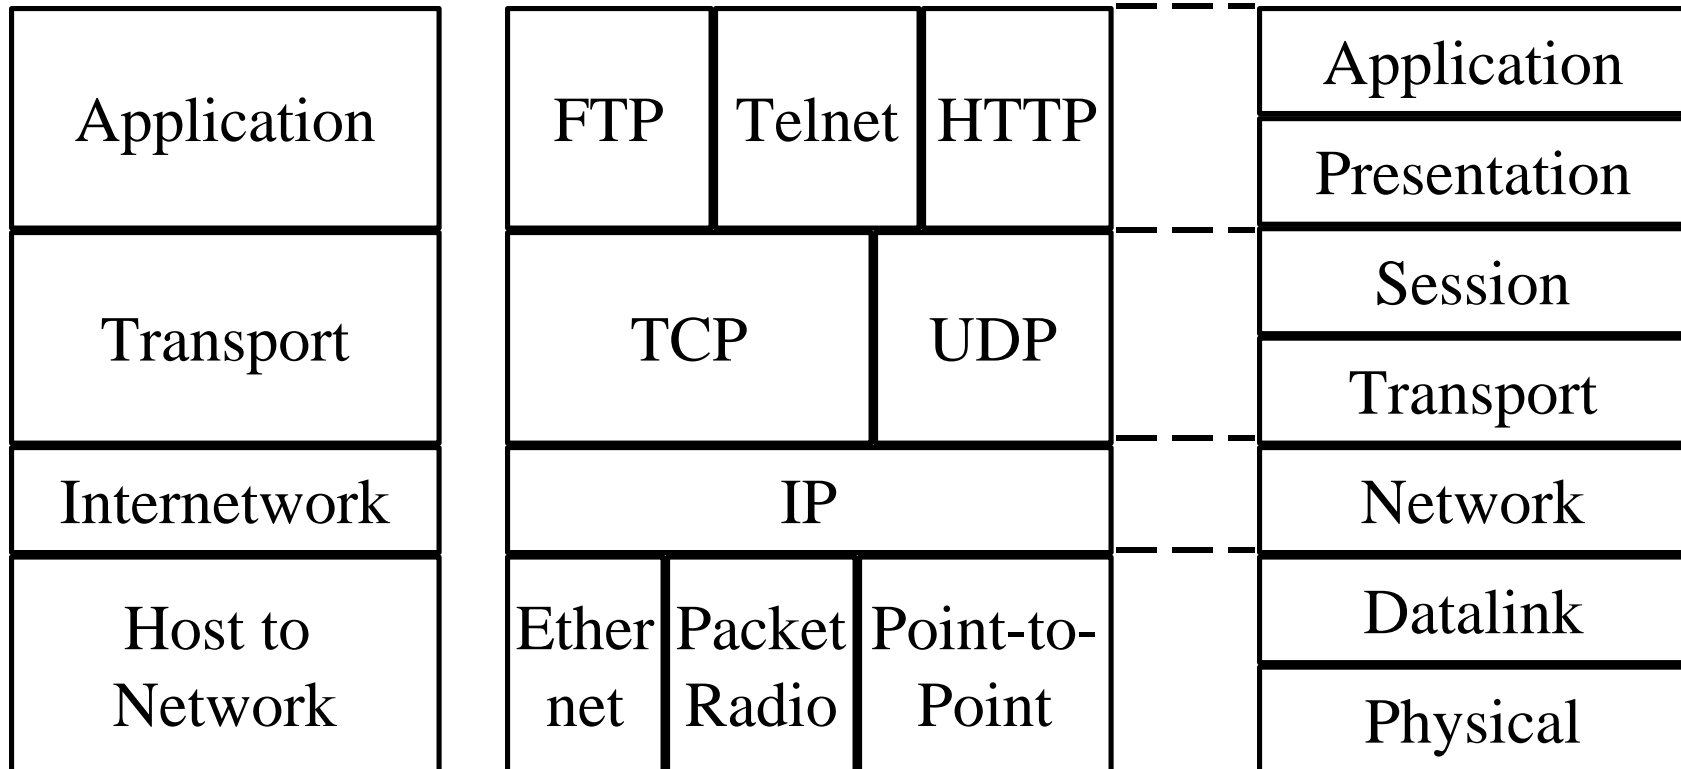 Application
Transport
Internetwork
Host to
Network
FTP
Telnet
HTTP
TCP
UDP
IP
Ether
net
Packet
Radio
Point-to-
Point
Application
Presentation
Session
Transport
Network
Datalink
Physical